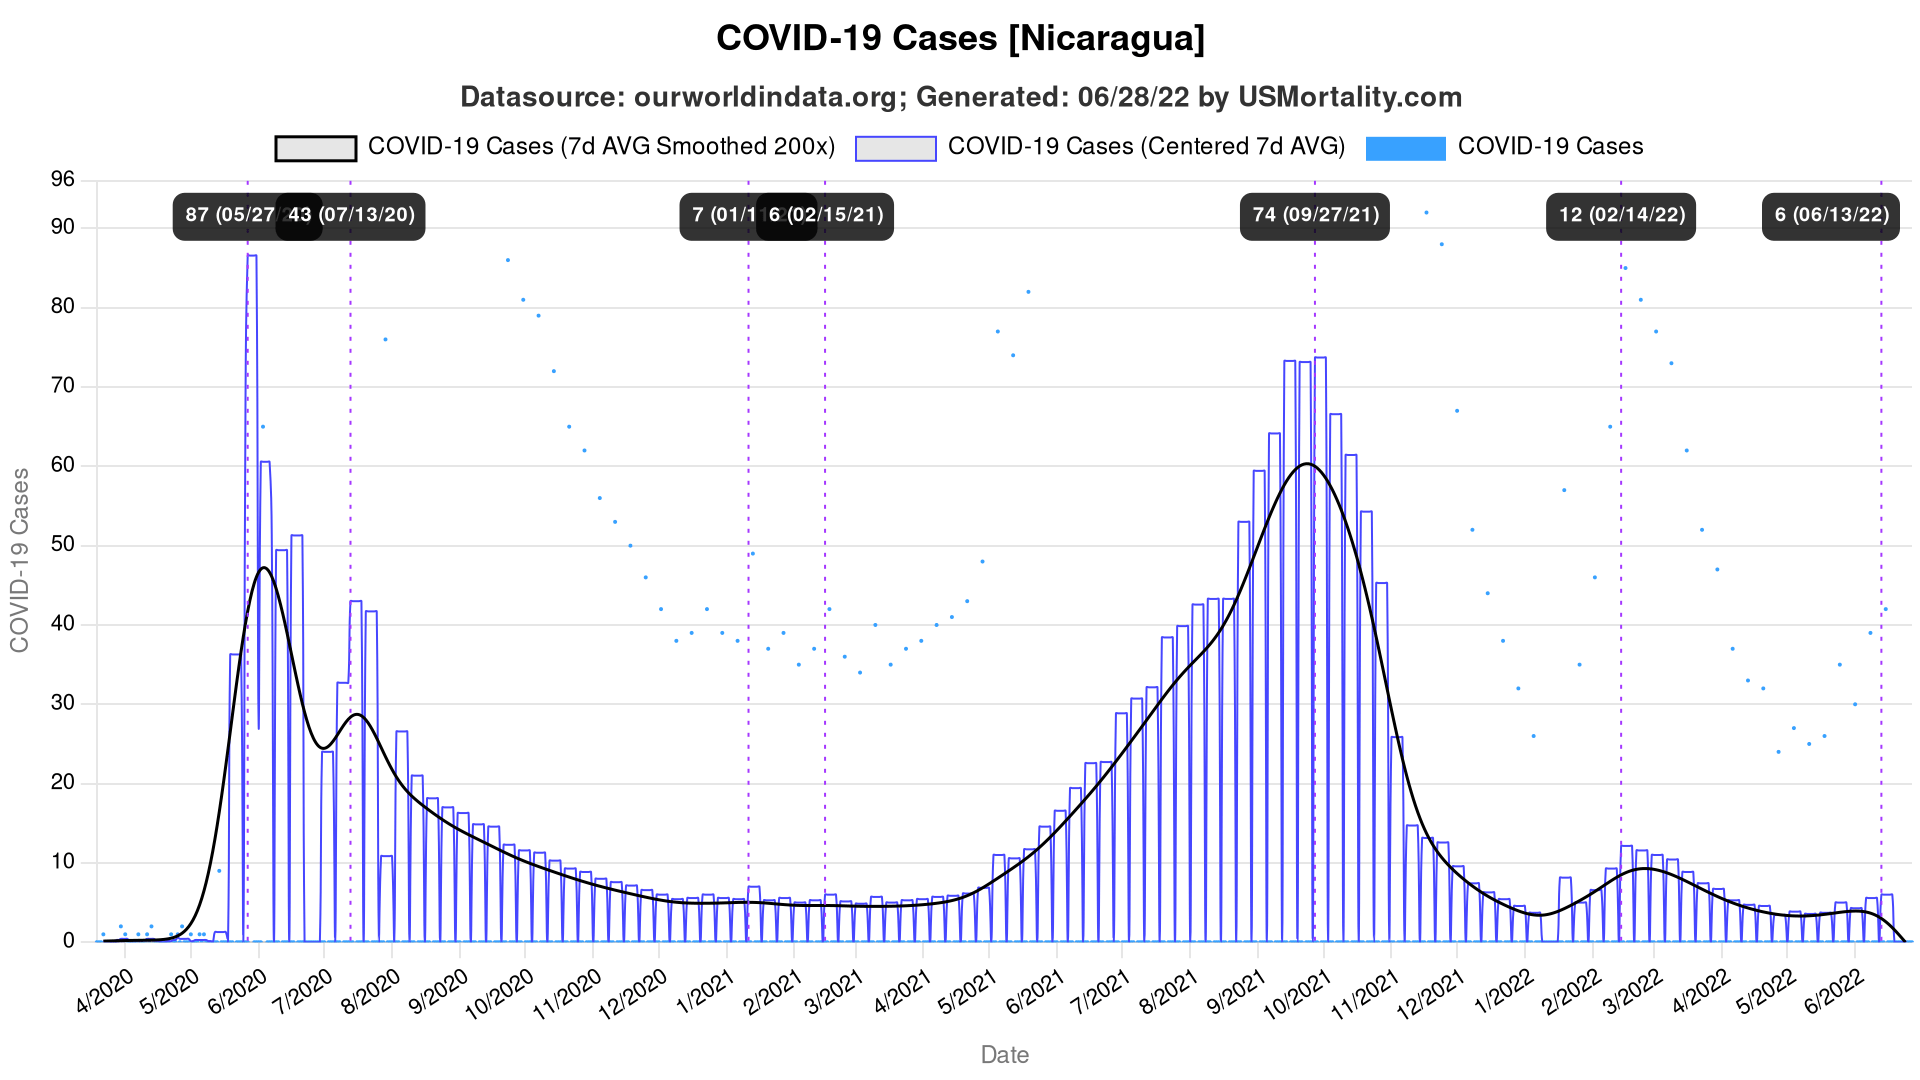 COVID-19 Cases [Nicaragua]
Datasource: ourworldindata.org; Generated: 06/28/22 by USMortality.com
COVID-19 Cases (7d AVG Smoothed 200x) COVID-19 Cases (Centered 7d AVG) COVID-19 Cases
96
87 (05/27/ 43 (07/13/20) 7 (01/1 6 (02/15/21) 74 (09/27/21) 12 (02/14/22) 6 (06/13/22)
90
80
70
60
50
40
30
20
10
0
COVID-19 Cases
4/2020 5/2020 6/2020 7/2020 8/2020 9/2020 10/2020 11/2020 12/2020 1/2021 2/2021 3/2021 4/2021 5/2021 6/2021 7/2021 8/2021 9/2021 10/2021 11/2021 12/2021 1/2022 2/2022 3/2022 4/2022 5/2022 6/2022
Date